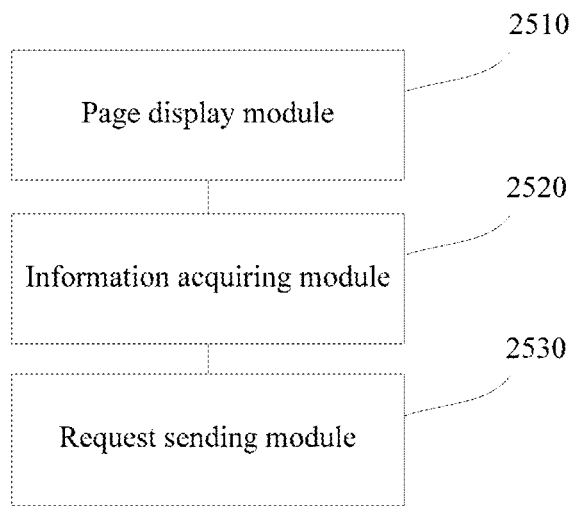 2510
Page display module
2520
Information acquiring module
2530
Request sending module